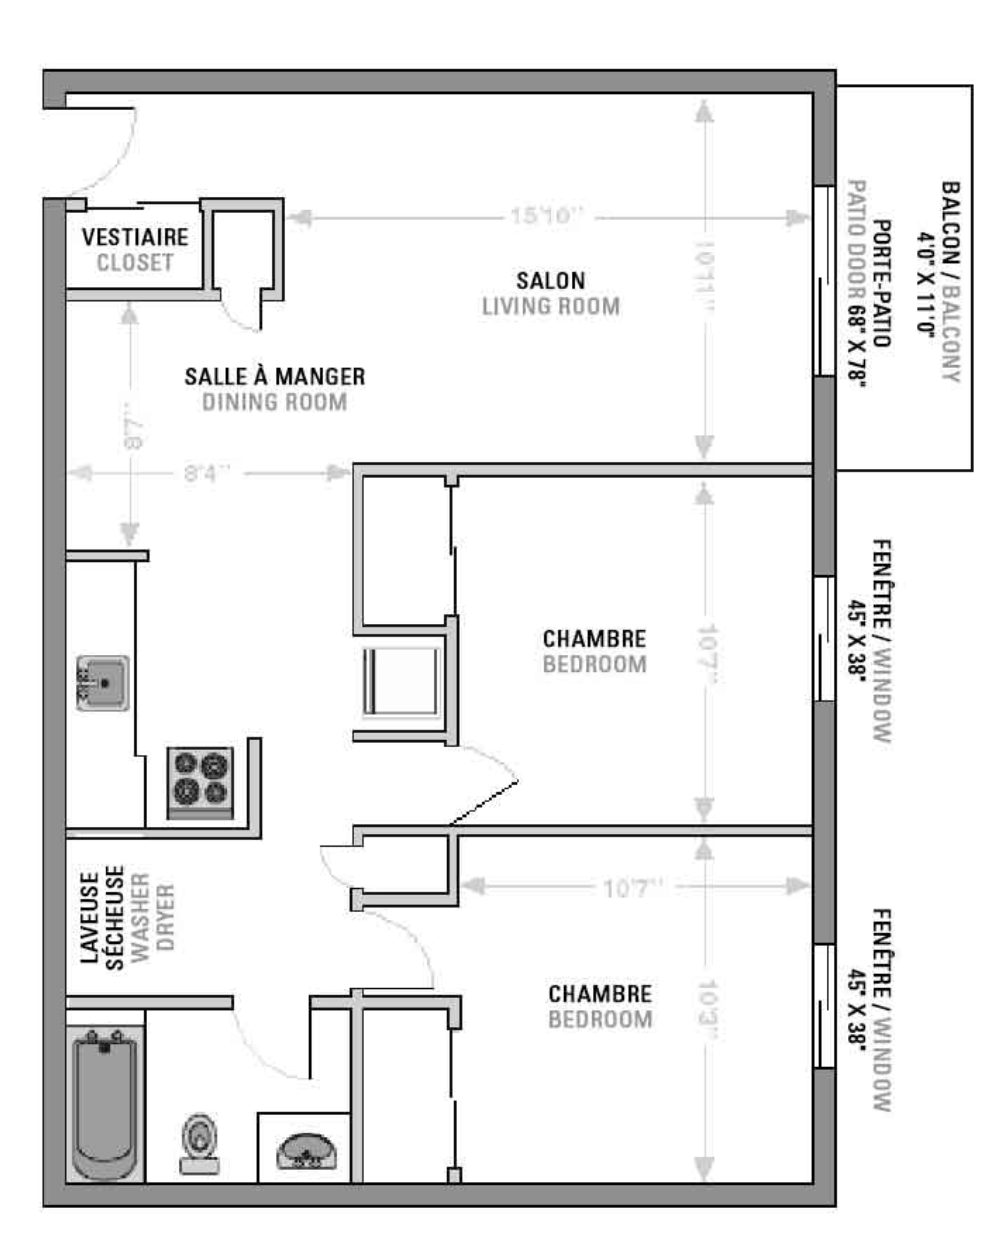 VESTIAIRE
CLOSET
15'10"
10'11"
SALON
LIVING ROOM
PORTE-PATIO
PATIO DOOR 68" X 78"
BALCON / BALCONY
4'0" X 11'0"
SALLE À MANGER
DINING ROOM
8'7"
8'4"
CHAMBRE
BEDROOM
10'7"
FENÊTRE / WINDOW
45" X 38"
LAVEUSE
SÉCHEUSE
WASHER
DRYER
10'7"
CHAMBRE
BEDROOM
10'3"
FENÊTRE / WINDOW
45" X 38"